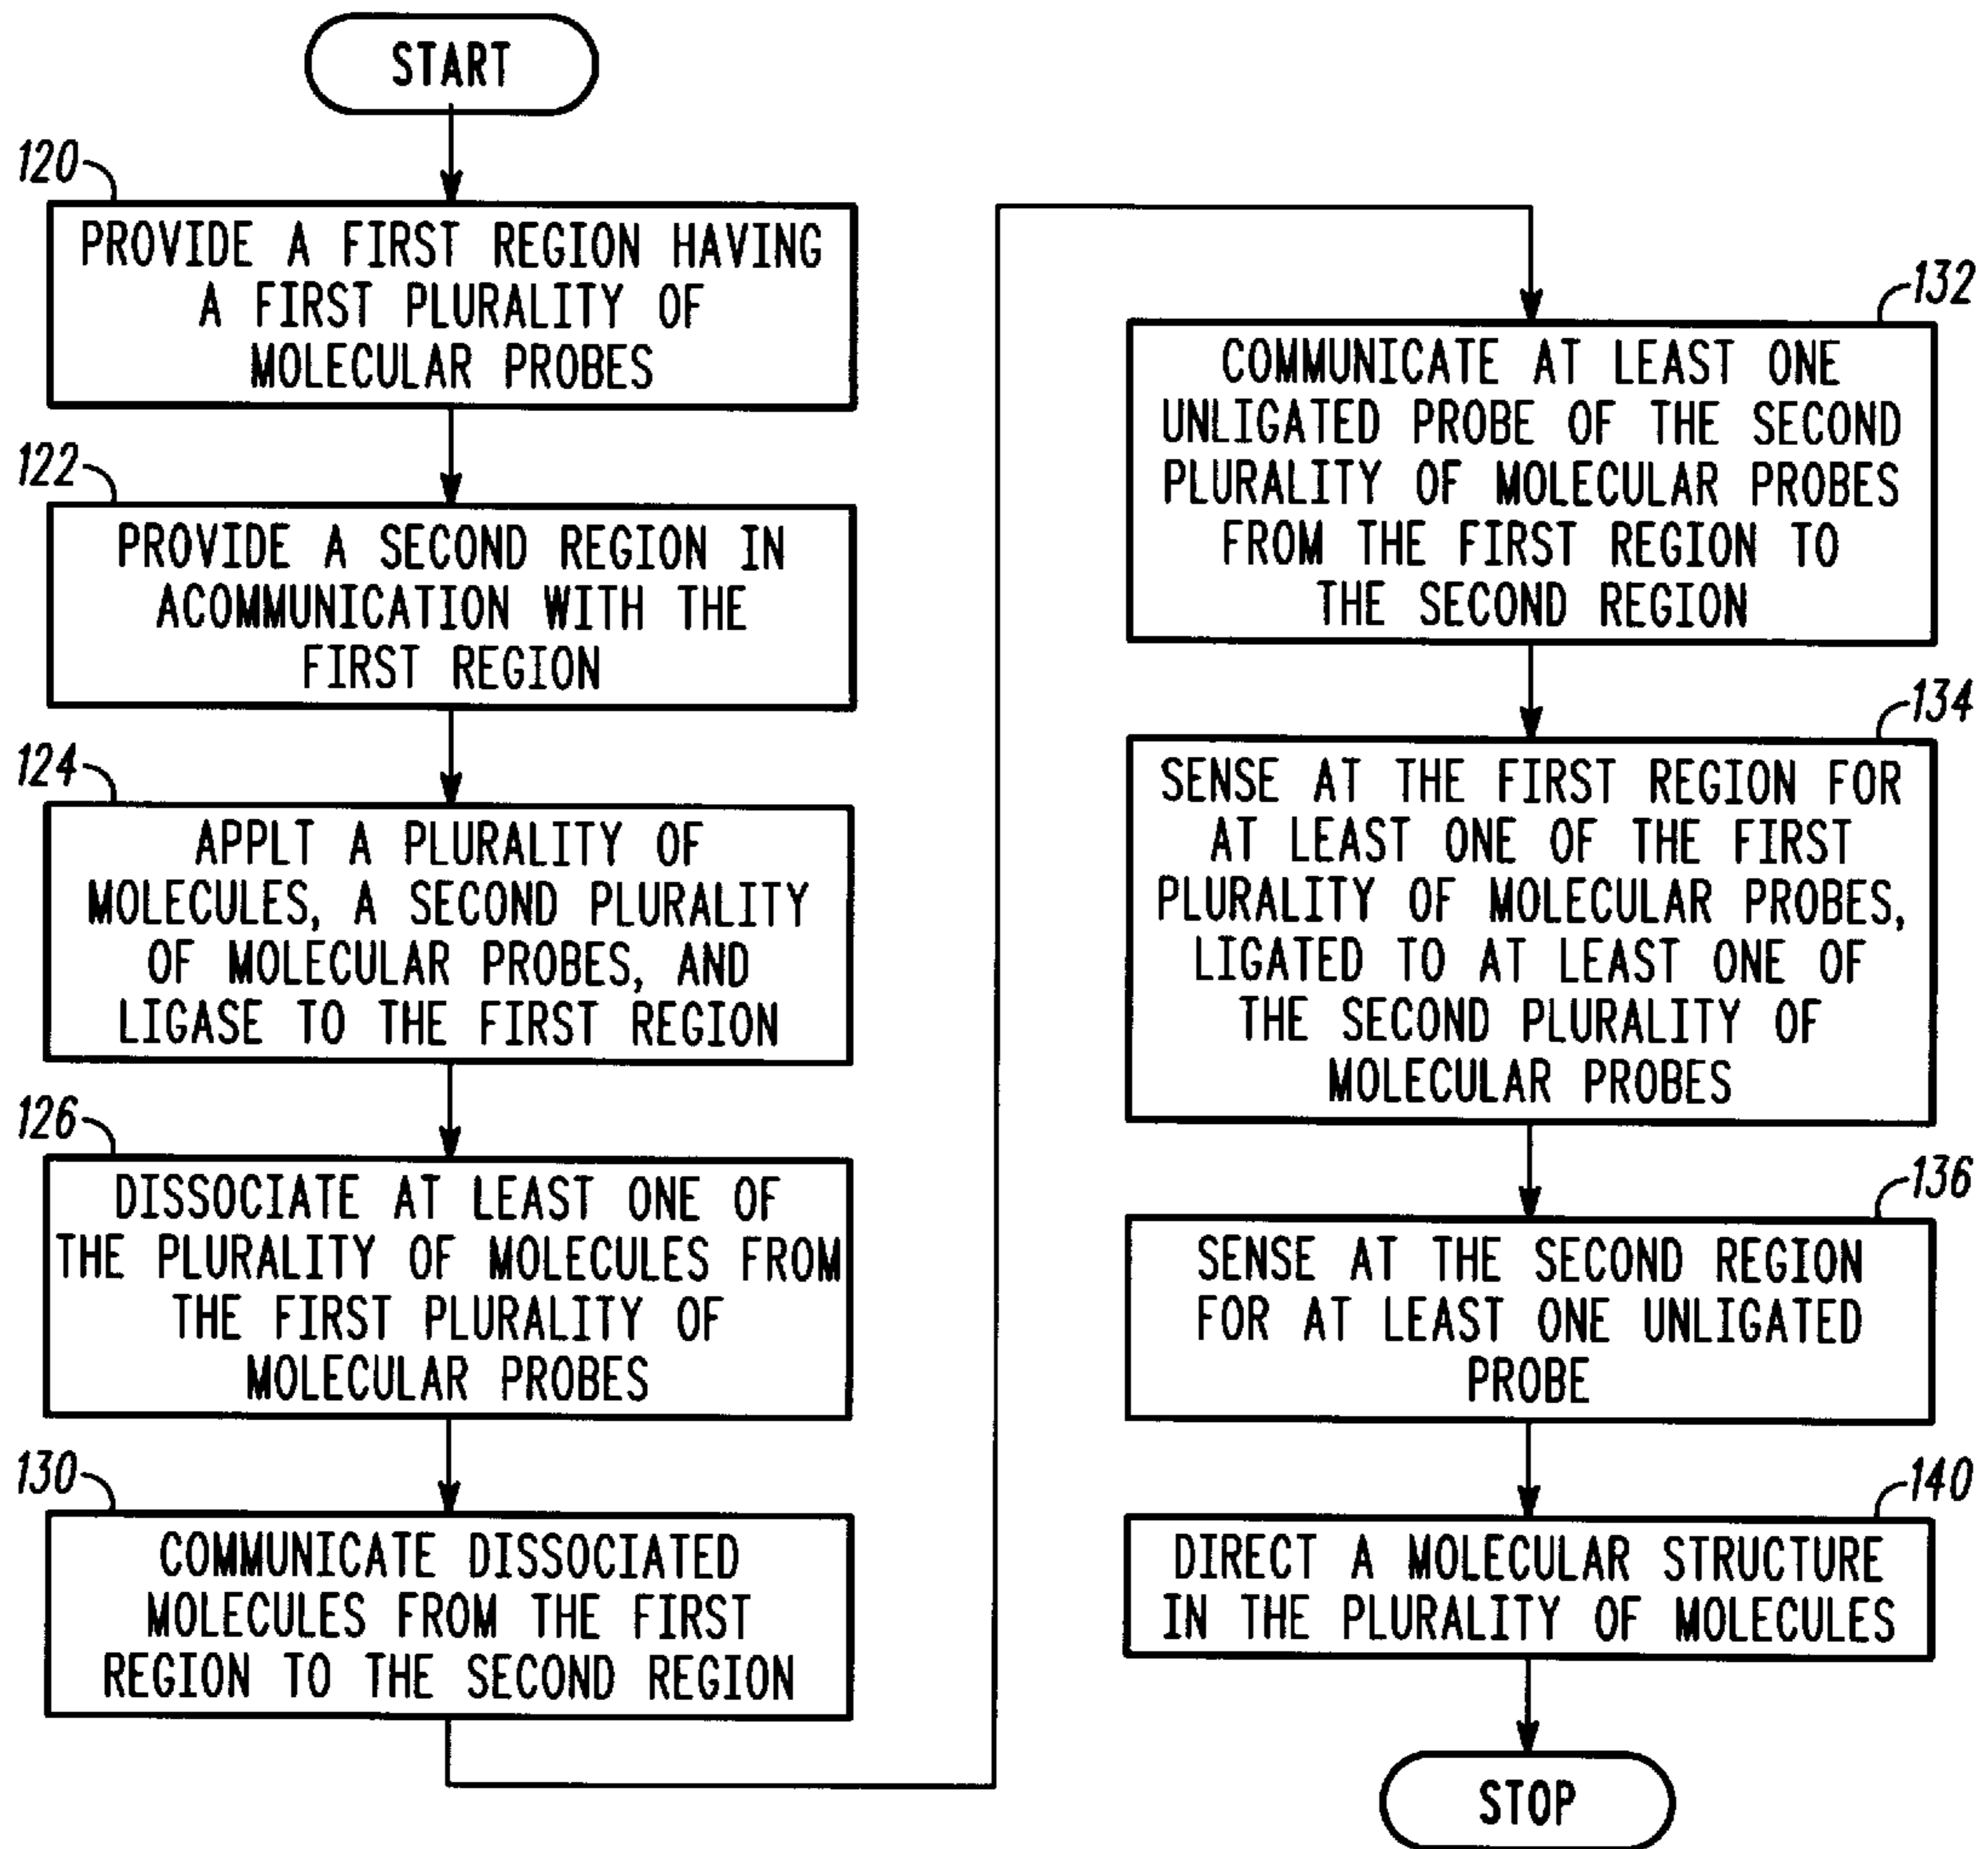 START
120
PROVIDE A FIRST REGION HAVING
A FIRST PLURALITY OF
MOLECULAR PROBES
122
PROVIDE A SECOND REGION IN
ACOMMUNICATION WITH THE
FIRST REGION
124
APPLT A PLURALITY OF
MOLECULES, A SECOND PLURALITY
OF MOLECULAR PROBES, AND
LIGASE TO THE FIRST REGION
126
DISSOCIATE AT LEAST ONE OF
THE PLURALITY OF MOLECULES FROM
THE FIRST PLURALITY OF
MOLECULAR PROBES
130
COMMUNICATE DISSOCIATED
MOLECULES FROM THE FIRST
REGION TO THE SECOND REGION
132
COMMUNICATE AT LEAST ONE
UNLIGATED PROBE OF THE SECOND
PLURALITY OF MOLECULAR PROBES
FROM THE FIRST REGION TO
THE SECOND REGION
134
SENSE AT THE FIRST REGION FOR
AT LEAST ONE OF THE FIRST
PLURALITY OF MOLECULAR PROBES,
LIGATED TO AT LEAST ONE OF
THE SECOND PLURALITY OF
MOLECULAR PROBES
136
SENSE AT THE SECOND REGION
FOR AT LEAST ONE UNLIGATED
PROBE
140
DIRECT A MOLECULAR STRUCTURE
IN THE PLURALITY OF MOLECULES
STOP